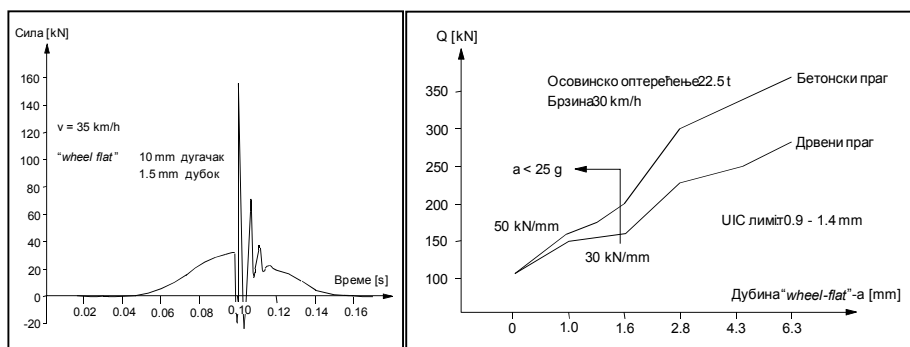 Сила [kN]
160
140
120
100
80
60
40
20
0
-20
v = 35 km/h
"wheel flat"
10 mm дугачак
1.5 mm дубок
Време [s]
0.02 0.04 0.06 0.08 0.10 0.12 0.14 0.16
Q [kN]
350
300
250
200
150
100
Осовинско оптерећење22.5 t
Брзина30 km/h
Бетонски праг
Дрвени праг
a < 25 g
50 kN/mm
30 kN/mm
UIC лимит0.9 - 1.4 mm
Дубина"wheel-flat"-а [mm]
0 1.0 1.6 2.8 4.3 6.3